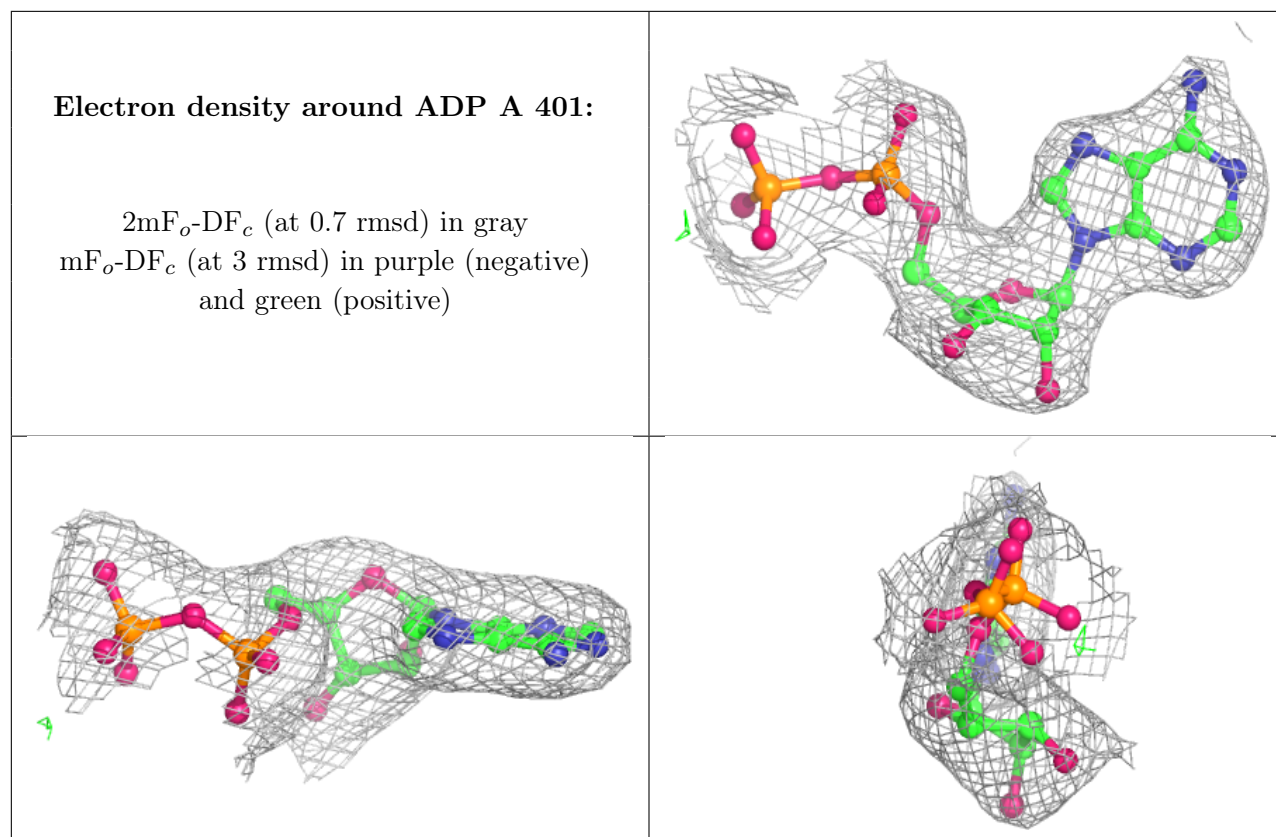 Electron density around ADP A 401:
2mFₒ-DF𝒸 (at 0.7 rmsd) in gray
mFₒ-DF𝒸 (at 3 rmsd) in purple (negative)
and green (positive)